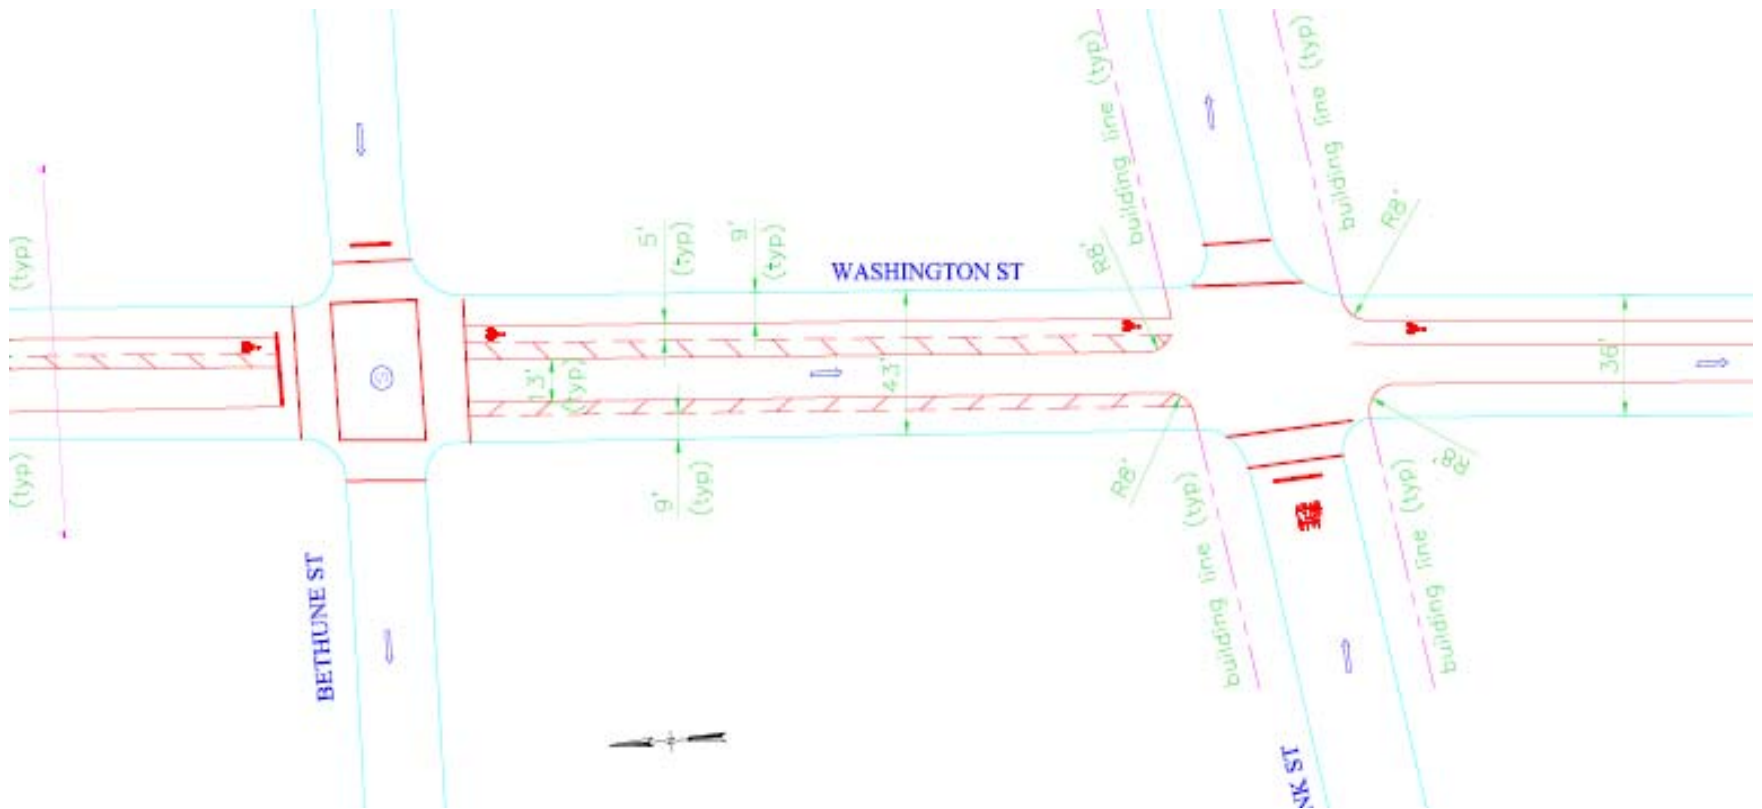 building line (typ)
building line (typ)
R8'
R8'
(typ)
5'
(typ)
9'
(typ)
WASHINGTON ST
13'
(typ)
43'
36'
9'
(typ)
(typ)
R8'
R8'
building line (typ)
building line (typ)
BETHUNE ST
NK ST